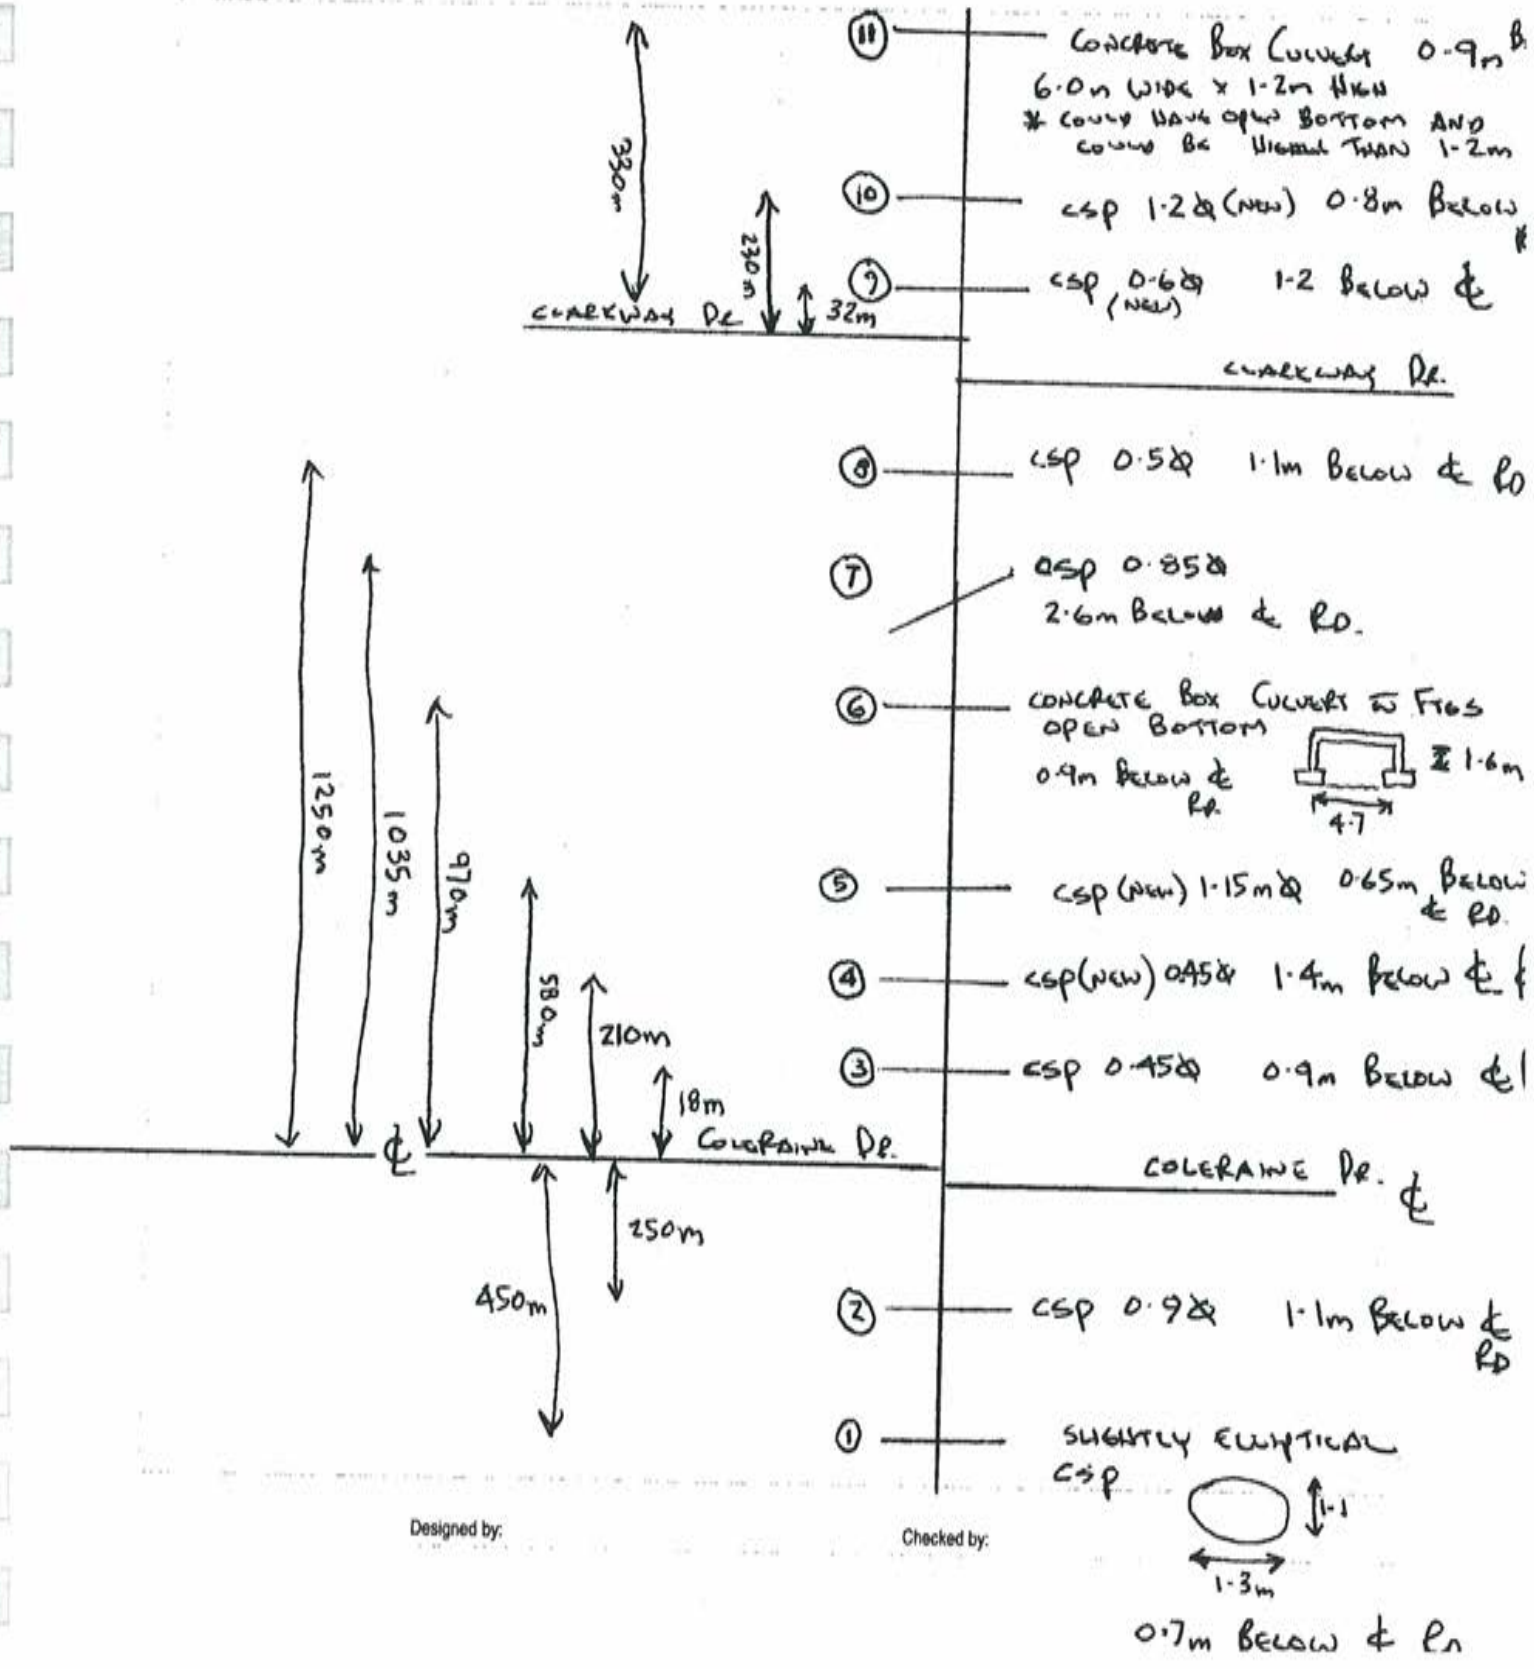 ⑪ CONCRETE BOX CULVERT 0.9m B
6.0m WIDE x 1.2m HIGH
* COULD HAVE OPEN BOTTOM AND
COULD BE HIGHER THAN 1.2m
330m
⑩ CSP 1.2Ø (NEW) 0.8m BELOW
230m
⑨ CSP 0.6Ø 1.2 BELOW ℄
(NEW)
32m
CLARKWAY DR.
CLARKWAY DR.
⑧ CSP 0.5Ø 1.1m BELOW ℄ RD
⑦ CSP 0.85Ø
2.6m BELOW ℄ RD.
⑥ CONCRETE BOX CULVERT w FTGS
OPEN BOTTOM
0.9m BELOW ℄
RD.
1.6m
4.7
1250m
1035m
970m
⑤ CSP (NEW) 1.15mØ 0.65m BELOW
℄ RD.
④ CSP (NEW) 0.45Ø 1.4m BELOW ℄
580m
210m
③ CSP 0.45Ø 0.9m BELOW ℄
18m
℄
COLERAINE DR.
COLERAINE DR. ℄
250m
450m
② CSP 0.9Ø 1.1m BELOW ℄
RD
① SLIGHTLY ELLIPTICAL
CSP
1.1
1.3m
0.7m BELOW ℄ RD
Designed by:
Checked by: